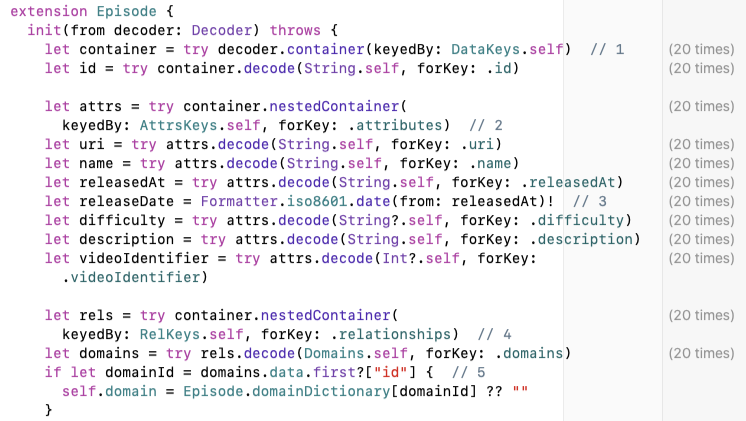 extension Episode {
init(from decoder: Decoder) throws {
let container = try decoder.container(keyedBy: DataKeys.self) // 1 (20 times)
let id = try container.decode(String.self, forKey: .id) (20 times)
let attrs = try container.nestedContainer( (20 times)
keyedBy: AttrsKeys.self, forKey: .attributes) // 2
let uri = try attrs.decode(String.self, forKey: .uri) (20 times)
let name = try attrs.decode(String.self, forKey: .name) (20 times)
let releasedAt = try attrs.decode(String.self, forKey: .releasedAt) (20 times)
let releaseDate = Formatter.iso8601.date(from: releasedAt)! // 3 (20 times)
let difficulty = try attrs.decode(String?.self, forKey: .difficulty) (20 times)
let description = try attrs.decode(String.self, forKey: .description) (20 times)
let videoIdentifier = try attrs.decode(Int?.self, forKey: (20 times)
.videoIdentifier)
let rels = try container.nestedContainer( (20 times)
keyedBy: RelKeys.self, forKey: .relationships) // 4
let domains = try rels.decode(Domains.self, forKey: .domains) (20 times)
if let domainId = domains.data.first?["id"] { // 5
self.domain = Episode.domainDictionary[domainId] ?? ""
}